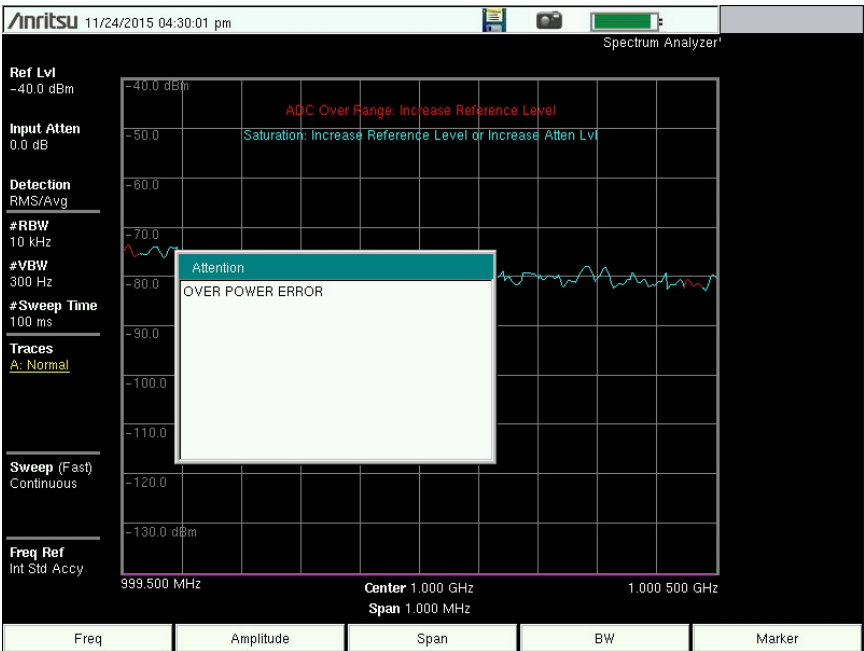 Anritsu 11/24/2015 04:30:01 pm
Spectrum Analyzer'
Ref Lvl
-40.0 dBm
Input Atten
0.0 dB
Detection
RMS/Avg
#RBW
10 kHz
#VBW
300 Hz
#Sweep Time
100 ms
Traces
A: Normal
Sweep (Fast)
Continuous
Freq Ref
Int Std Accy
-40.0 dBm
ADC Over Range: Increase Reference Level
-50.0
Saturation: Increase Reference Level or Increase Atten Lvl
-60.0
-70.0
-80.0
-90.0
-100.0
-110.0
-120.0
-130.0 dBm
Attention
OVER POWER ERROR
999.500 MHz
Center 1.000 GHz
1.000 500 GHz
Span 1.000 MHz
Freq
Amplitude
Span
BW
Marker